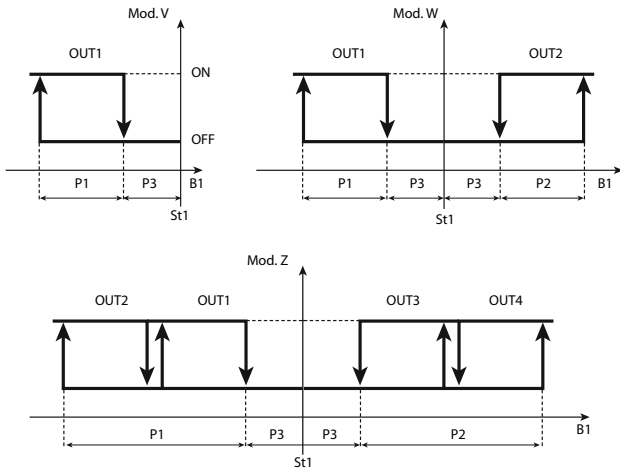 Mod. V
OUT1
ON
OFF
P1 P3 B1
St1
Mod. W
OUT1 OUT2
P1 P3 P3 P2 B1
St1
Mod. Z
OUT2 OUT1 OUT3 OUT4
P1 P3 P3 P2 B1
St1